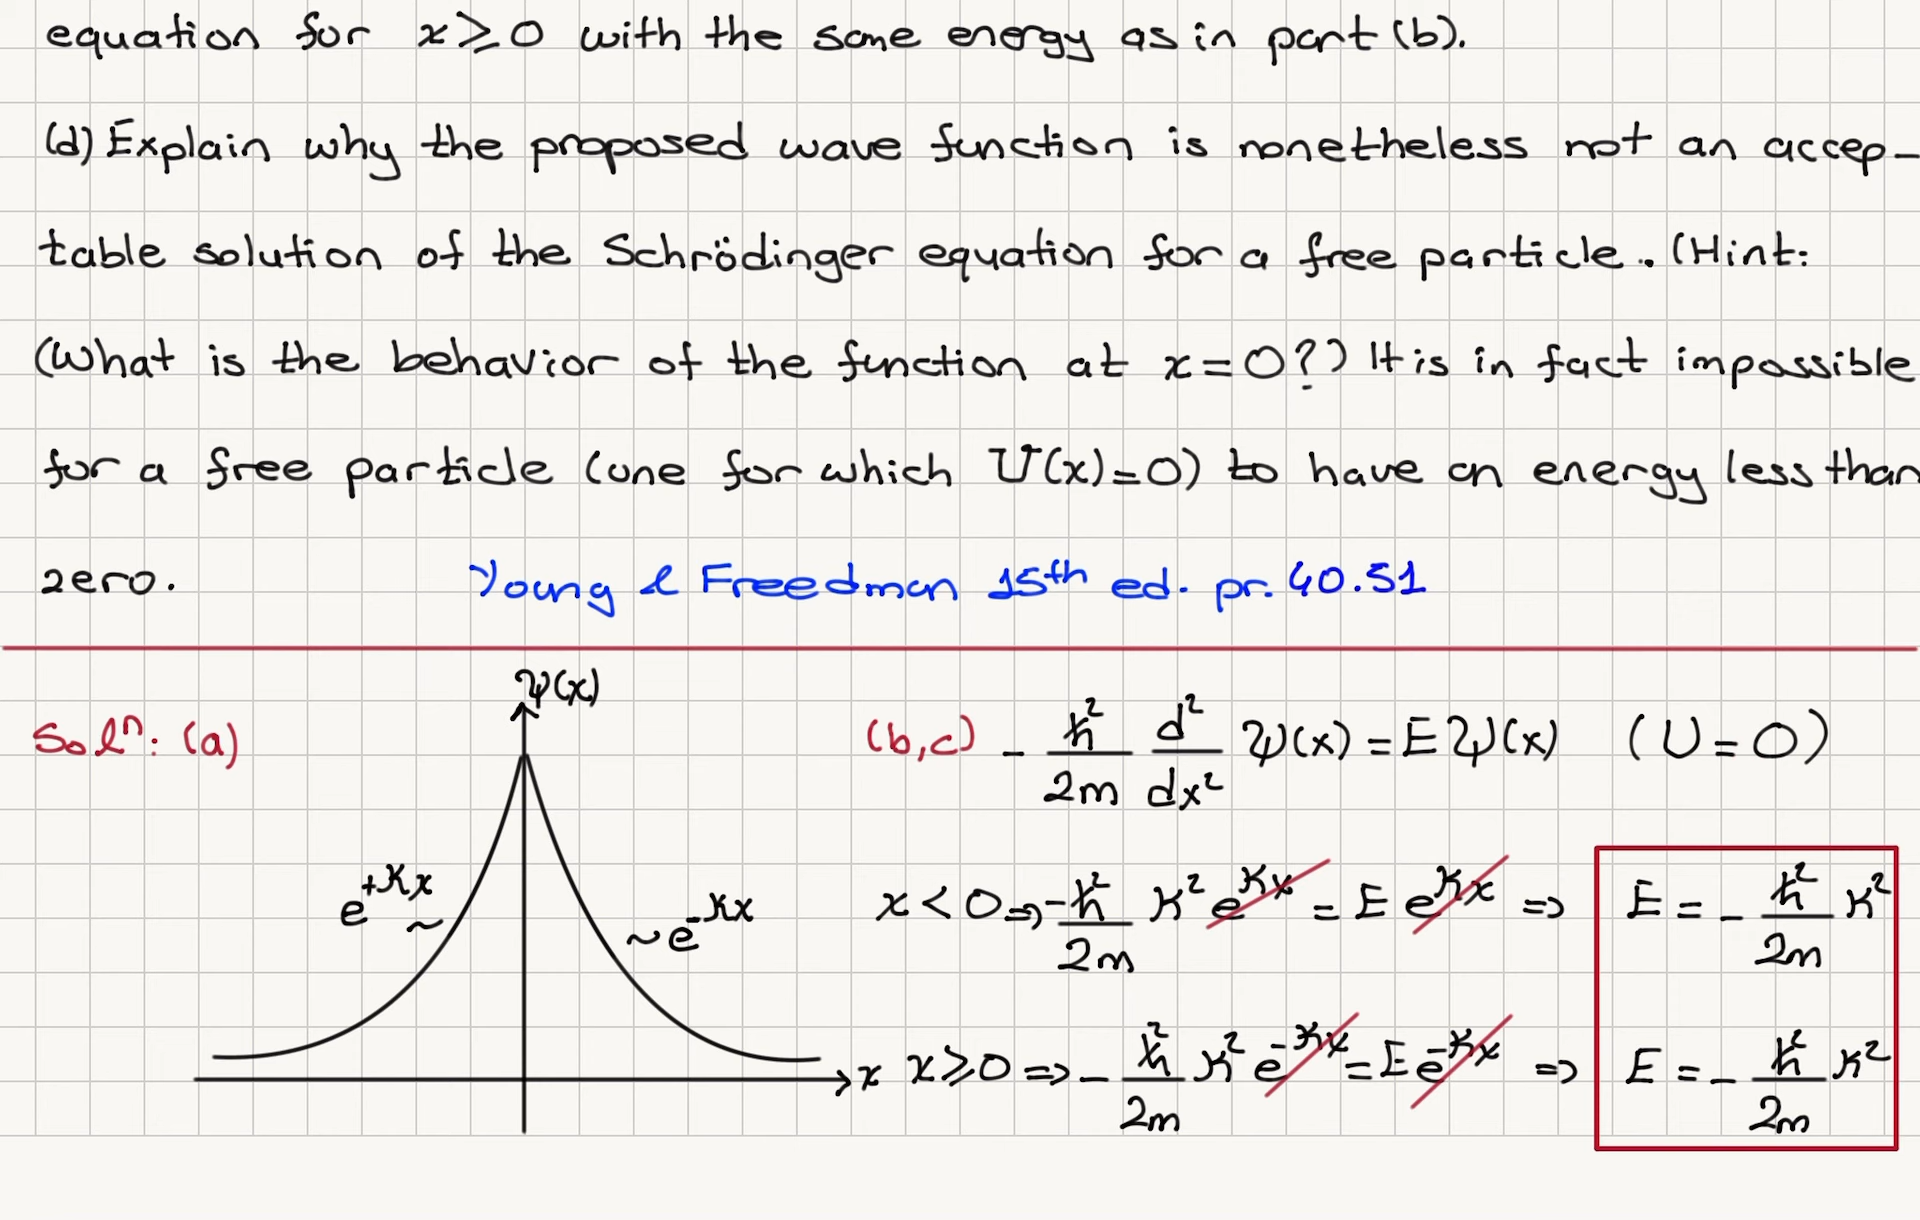 equation for x ≥ 0 with the same energy as in part (b).
(d) Explain why the proposed wave function is nonetheless not an accep-
table solution of the Schrödinger equation for a free particle. (Hint:
(What is the behavior of the function at x = 0?) It is in fact impossible
for a free particle (one for which U(x)=0) to have an energy less than
zero. Young & Freedman 15th ed. pr. 40.51
ψ(x)
Solⁿ: (a)
e^{+κx} ~
~ e^{-κx}
x
(b,c) - ħ²/2m d²/dx² ψ(x) = E ψ(x) (U = 0)
x < 0 ⇒ - ħ²/2m κ² e^{κx} = E e^{κx} ⇒ E = - ħ²/2m κ²
x ≥ 0 ⇒ - ħ²/2m κ² e^{-κx} = E e^{-κx} ⇒ E = - ħ²/2m κ²